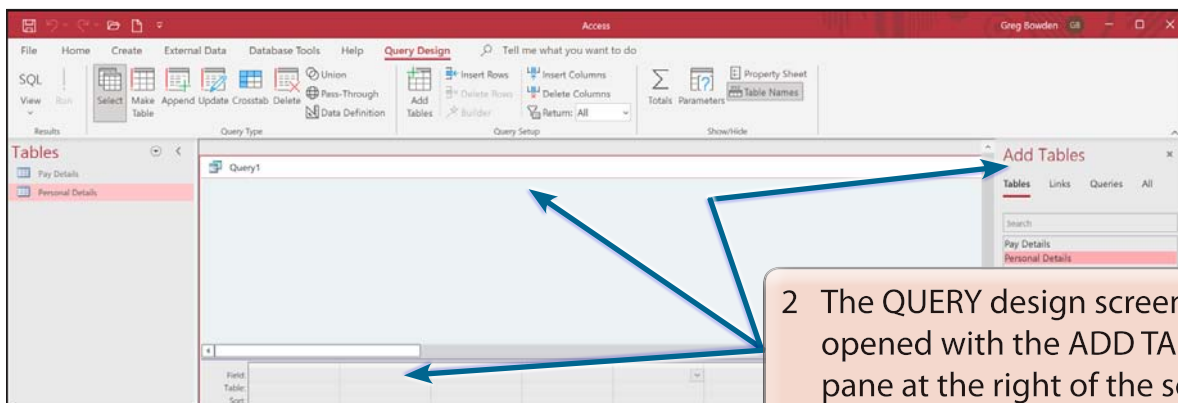 Access
Greg Bowden GB
File Home Create External Data Database Tools Help Query Design Tell me what you want to do
SQL
View
Run
Results
Select
Make
Table
Append
Update
Crosstab
Delete
Union
Pass-Through
Data Definition
Query Type
Add
Tables
Insert Rows
Delete Rows
Builder
Insert Columns
Delete Columns
Return: All
Query Setup
Totals
Parameters
Property Sheet
Table Names
Show/Hide
Tables
Pay Details
Personal Details
Query1
Field:
Table:
Sort:
Add Tables
Tables Links Queries All
Search
Pay Details
Personal Details
2 The QUERY design screen
opened with the ADD TA
pane at the right of the s